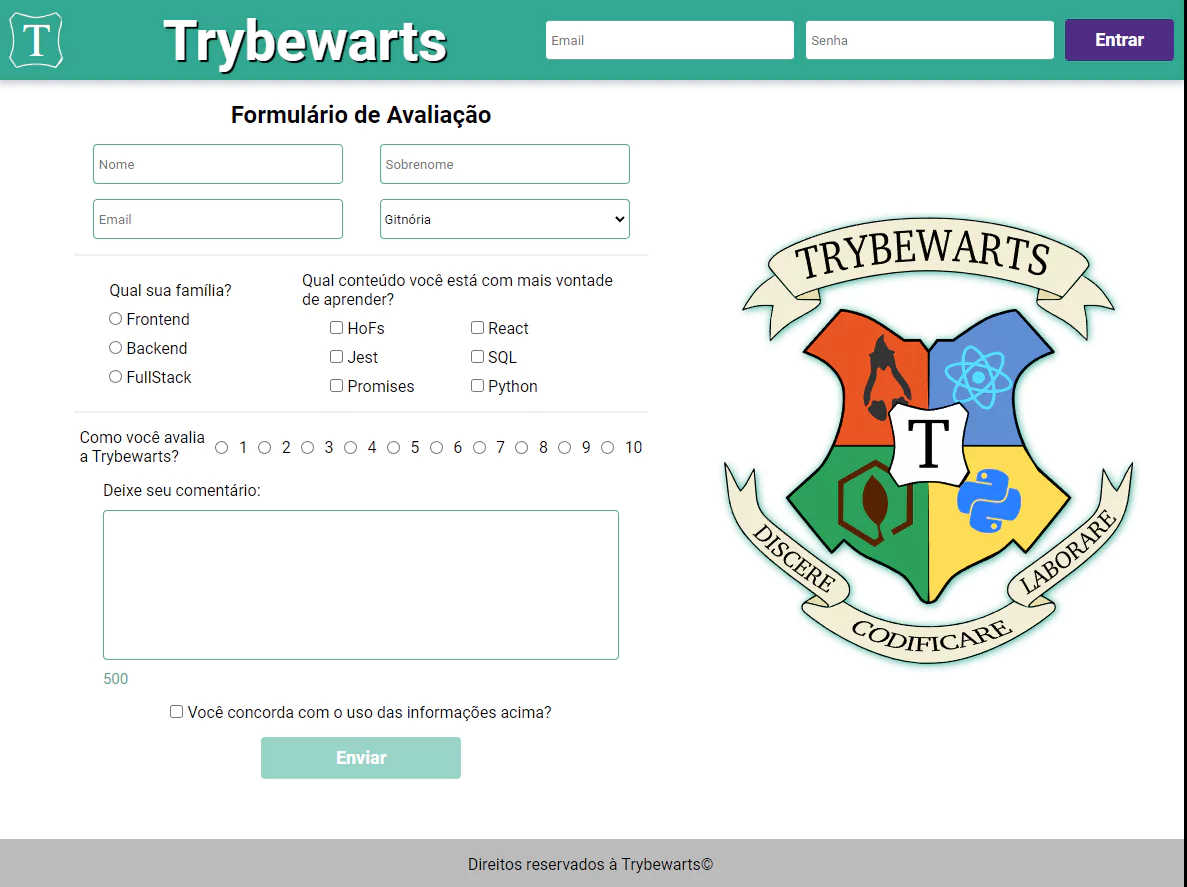 T
Trybewarts
Email
Senha
Entrar
Formulário de Avaliação
Nome
Sobrenome
Email
Gitnória
Qual sua família?
Frontend
Backend
FullStack
Qual conteúdo você está com mais vontade
de aprender?
HoFs
React
Jest
SQL
Promises
Python
Como você avalia
a Trybewarts?
1 2 3 4 5 6 7 8 9 10
Deixe seu comentário:
500
Você concorda com o uso das informações acima?
Enviar
TRYBEWARTS
T
DISCERE
CODIFICARE
LABORARE
Direitos reservados à Trybewarts©